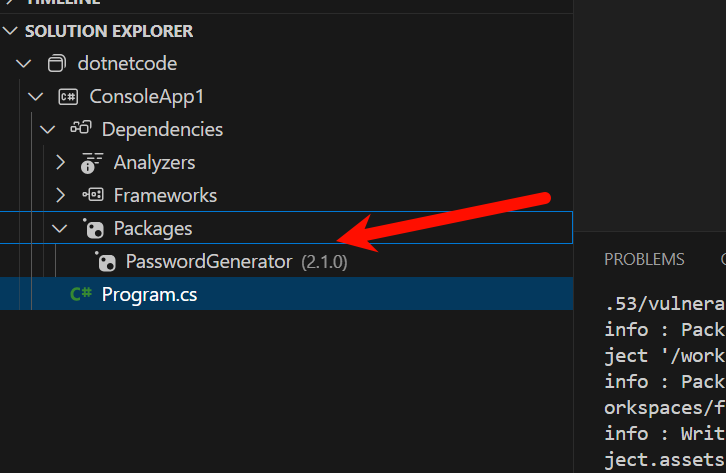 TIMELINE
SOLUTION EXPLORER
dotnetcode
C# ConsoleApp1
Dependencies
Analyzers
Frameworks
Packages
PasswordGenerator (2.1.0)
C# Program.cs
PROBLEMS
.53/vulnera
info : Pack
ject '/work
info : Pack
orkspaces/f
info : Writ
ject.assets